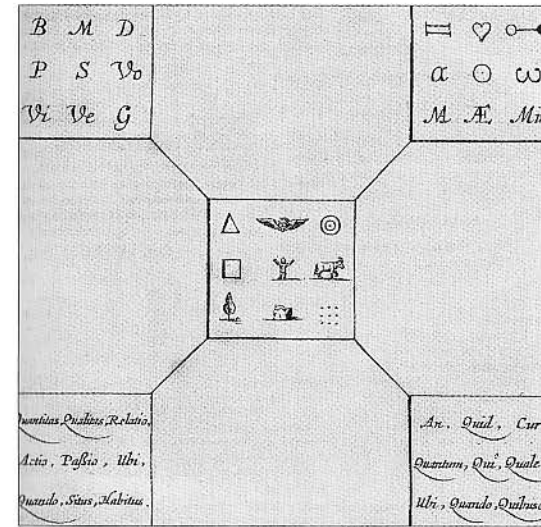 B M D
P S Vo
Vi Ve G
α ω
M Æ
Quantitas, Qualitas, Relatio,
Actio, Paßio, Ubi,
Quando, Situs, Habitus.
An, Quid, Cur
Quantum, Qui, Quale
Ubi, Quando,